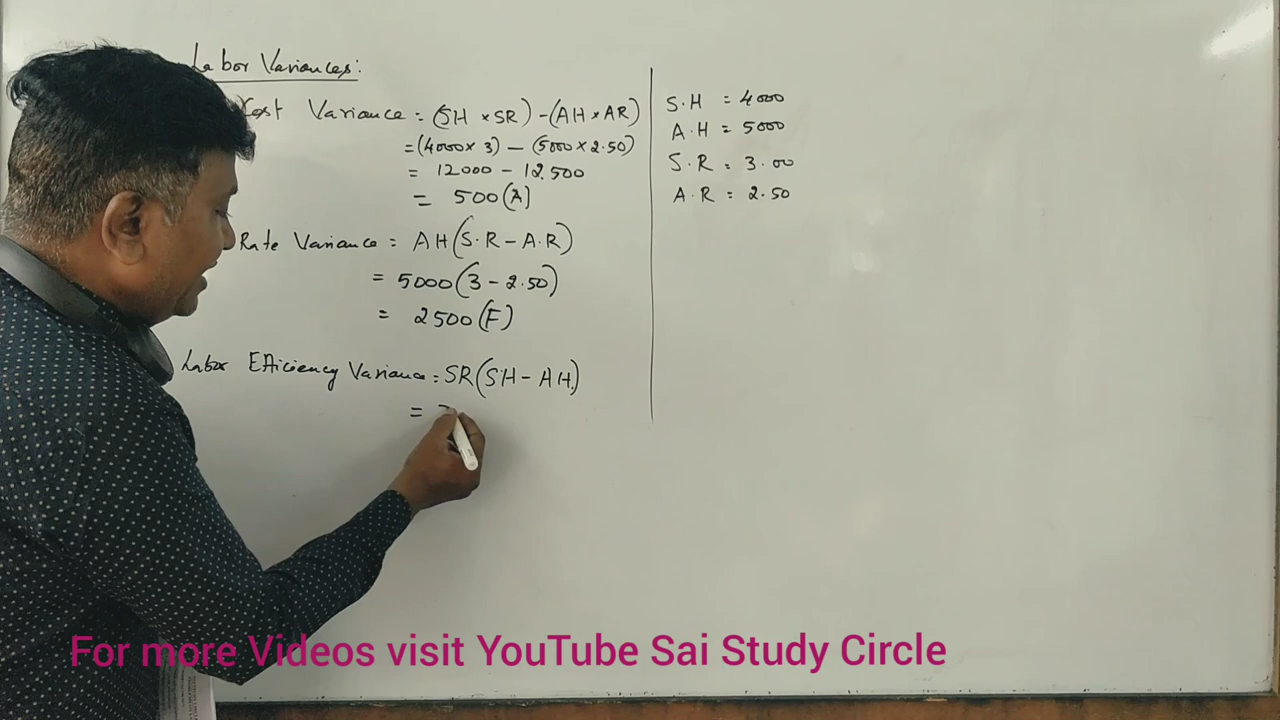 Labor Variances:
Cost Variance = (SH × SR) - (AH × AR)
= (4000 × 3) - (5000 × 2.50)
= 12000 - 12,500
= 500 (A)
Rate Variance = AH (S.R - A.R)
= 5000 (3 - 2.50)
= 2500 (F)
Labor Efficiency Variance = SR (SH - AH)
=
S.H = 4000
A.H = 5000
S.R = 3.00
A.R = 2.50
For more Videos visit YouTube Sai Study Circle